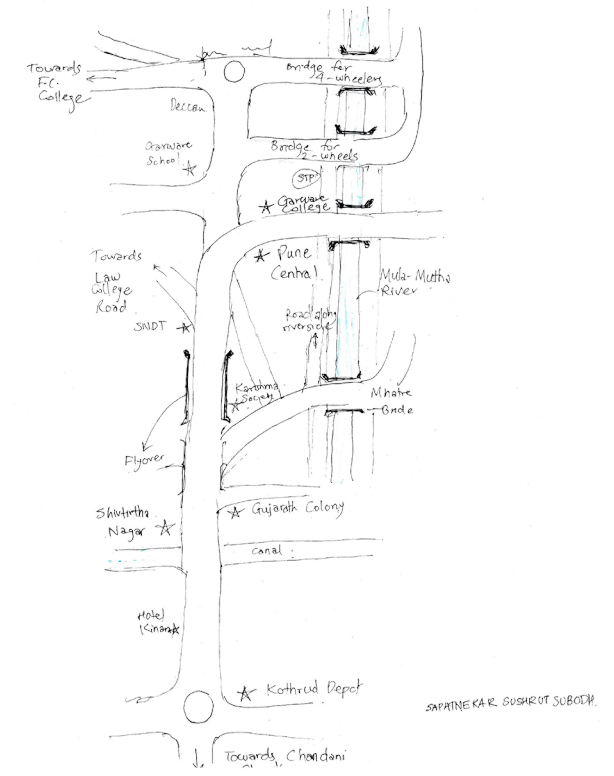 Towards
F.C.
College
Bridge for
4-wheelers
Deccan
Garware
School
Bridge for
2-wheels
STP
Garware
College
Pune
Central
Towards
Law
College
Road
Mula-Mutha
River
Road along
riverside
SNDT
Karishma
Society
Mhatre
Bride
Flyover
Shivtirtha
Nagar
Gujarath Colony
Canal
Hotel
Kinara
Kothrud Depot
SAPATNEKAR SUSHRUT SUBODH.
Towards Chandani